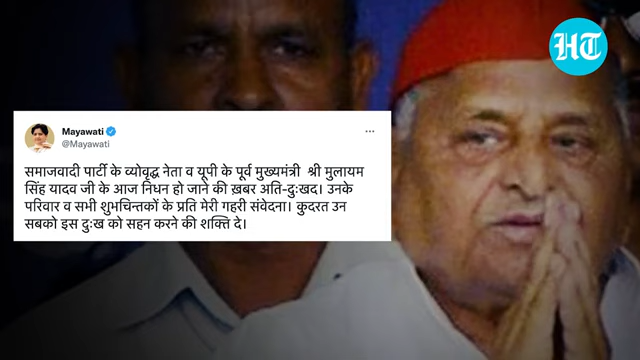 HT
Mayawati
@Mayawati
समाजवादी पार्टी के व्योवृद्ध नेता व यूपी के पूर्व मुख्यमंत्री श्री मुलायम
सिंह यादव जी के आज निधन हो जाने की ख़बर अति-दुःखद। उनके
परिवार व सभी शुभचिन्तकों के प्रति मेरी गहरी संवेदना। कुदरत उन
सबको इस दुःख को सहन करने की शक्ति दे।